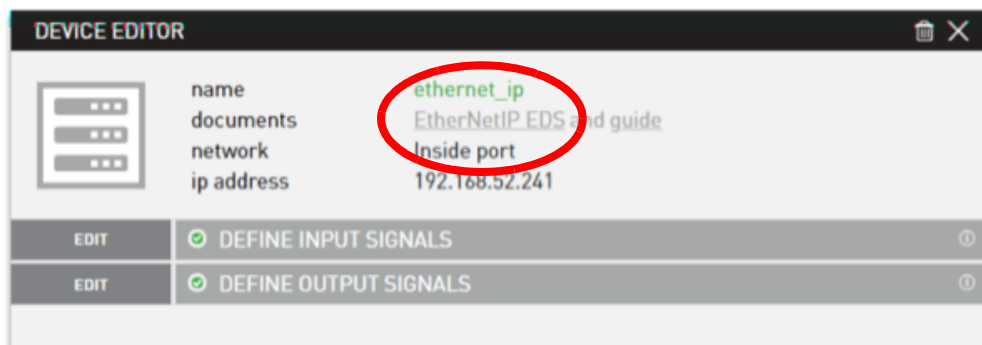 DEVICE EDITOR
name ethernet_ip
documents EtherNetIP EDS and guide
network Inside port
ip address 192.168.52.241
EDIT DEFINE INPUT SIGNALS
EDIT DEFINE OUTPUT SIGNALS